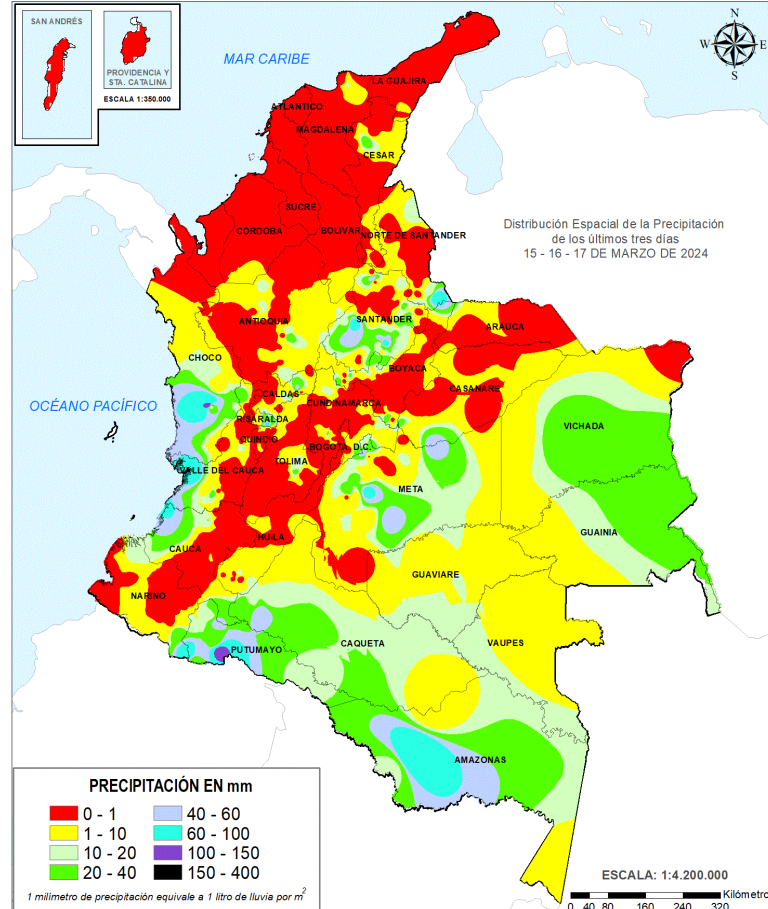 SAN ANDRÉS
PROVIDENCIA Y
STA. CATALINA
ESCALA 1:350.000
MAR CARIBE
N
W
E
S
LA GUAJIRA
ATLANTICO
MAGDALENA
CESAR
SUCRE
CORDOBA
BOLIVAR
NORTE DE SANTANDER
Distribución Espacial de la Precipitación
de los últimos tres días
15 - 16 - 17 DE MARZO DE 2024
ANTIOQUIA
SANTANDER
ARAUCA
CHOCO
BOYACA
CASANARE
CALDAS
CUNDINAMARCA
OCÉANO PACÍFICO
RISARALDA
VICHADA
QUINDIO
BOGOTA D.C.
TOLIMA
VALLE DEL CAUCA
META
GUAINIA
HUILA
CAUCA
GUAVIARE
NARIÑO
VAUPES
CAQUETA
PUTUMAYO
AMAZONAS
PRECIPITACIÓN EN mm
0 - 1
40 - 60
1 - 10
60 - 100
10 - 20
100 - 150
20 - 40
150 - 400
1 milimetro de precipitación equivale a 1 litro de lluvia por m2
ESCALA: 1:4.200.000
Kilómetro
0 40 80 160 240 320